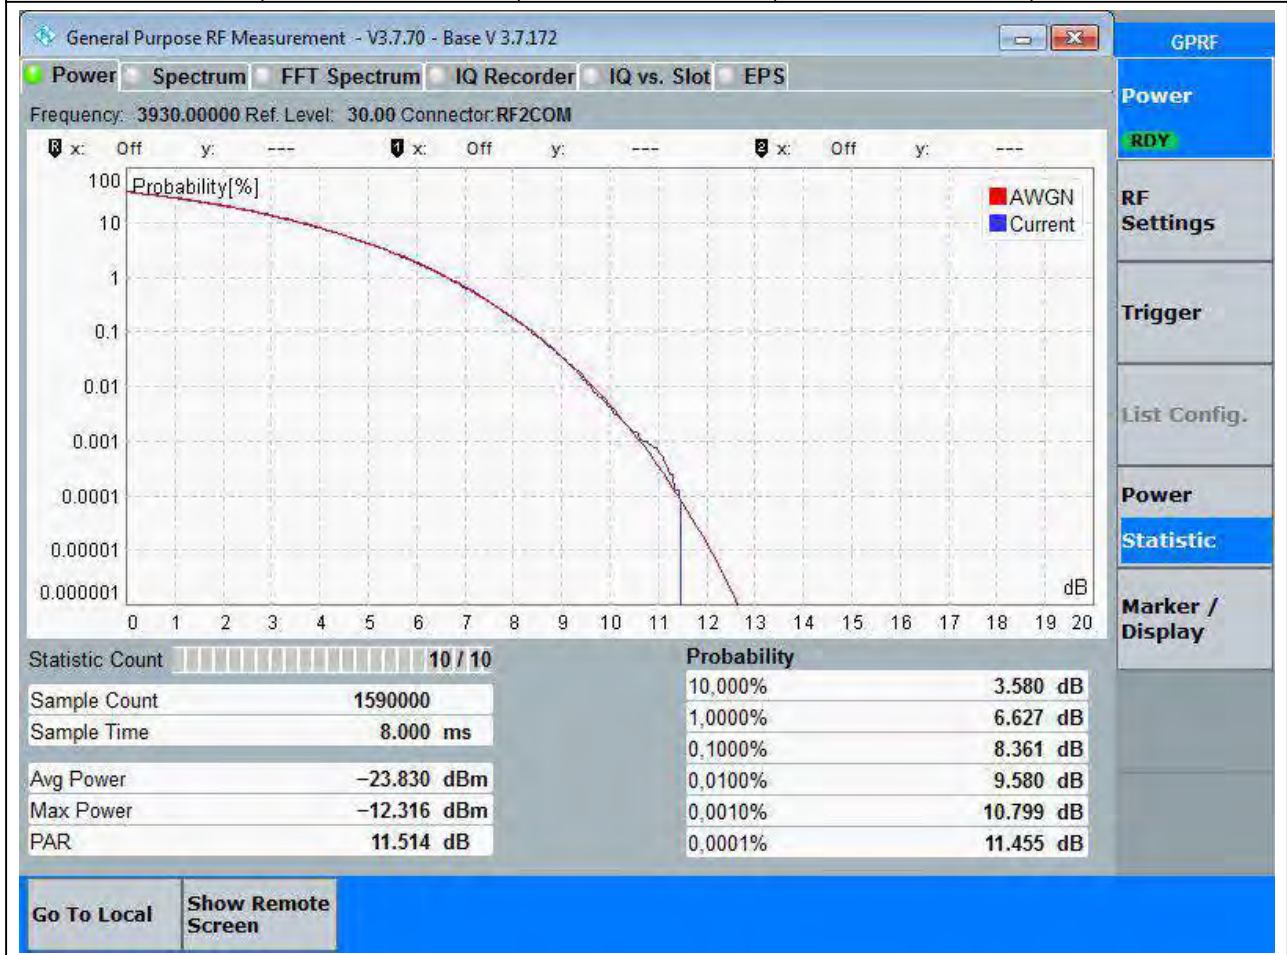 General Purpose RF Measurement - V3.7.70 - Base V 3.7.172
GPRF
Power Spectrum FFT Spectrum IQ Recorder IQ vs. Slot EPS
Frequency: 3930.00000 Ref. Level: 30.00 Connector:RF2COM
R x: Off y: --- 1 x: Off y: --- 2 x: Off y: ---
Probability[%]
AWGN
Current
100
10
1
0.1
0.01
0.001
0.0001
0.00001
0.000001
dB
0 1 2 3 4 5 6 7 8 9 10 11 12 13 14 15 16 17 18 19 20
Statistic Count 10 / 10
Sample Count 1590000
Sample Time 8.000 ms
Avg Power −23.830 dBm
Max Power −12.316 dBm
PAR 11.514 dB
Probability
10,000% 3.580 dB
1,0000% 6.627 dB
0,1000% 8.361 dB
0,0100% 9.580 dB
0,0010% 10.799 dB
0,0001% 11.455 dB
Power
RDY
RF
Settings
Trigger
List Config.
Power
Statistic
Marker /
Display
Go To Local
Show Remote
Screen